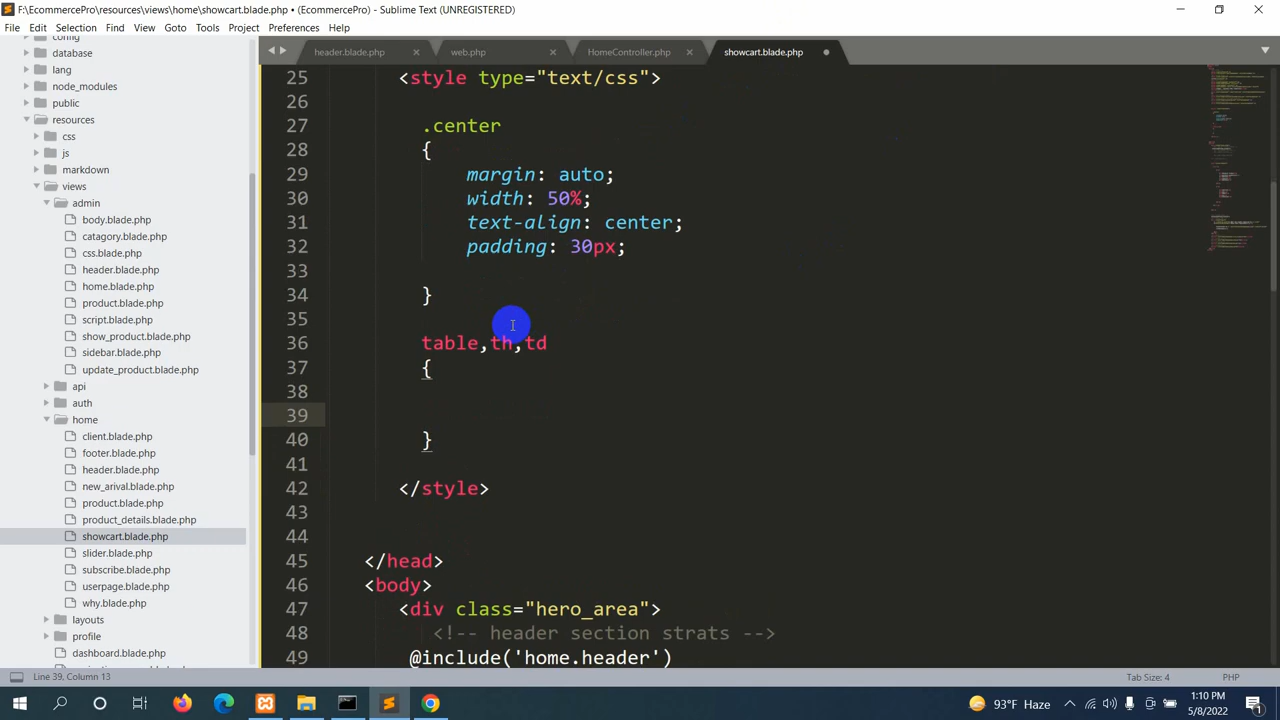 F:\EcommercePro\resources\views\home\showcart.blade.php • (EcommercePro) - Sublime Text (UNREGISTERED)
File Edit Selection Find View Goto Tools Project Preferences Help
config
database
lang
node_modules
public
resources
css
js
markdown
views
admin
body.blade.php
catagory.blade.php
css.blade.php
header.blade.php
home.blade.php
product.blade.php
script.blade.php
show_product.blade.php
sidebar.blade.php
update_product.blade.php
api
auth
home
client.blade.php
footer.blade.php
header.blade.php
new_arival.blade.php
product.blade.php
product_details.blade.php
showcart.blade.php
slider.blade.php
subscribe.blade.php
userpage.blade.php
why.blade.php
layouts
profile
dashboard.blade.php
header.blade.php web.php HomeController.php showcart.blade.php
25 <style type="text/css">
26
27 .center
28 {
29 margin: auto;
30 width: 50%;
31 text-align: center;
32 padding: 30px;
33
34 }
35
36 table,th,td
37 {
38
39
40 }
41
42 </style>
43
44
45 </head>
46 <body>
47 <div class="hero_area">
48 <!-- header section strats -->
49 @include('home.header')
Line 39, Column 13 Tab Size: 4 PHP
93°F Haze 1:10 PM
5/8/2022